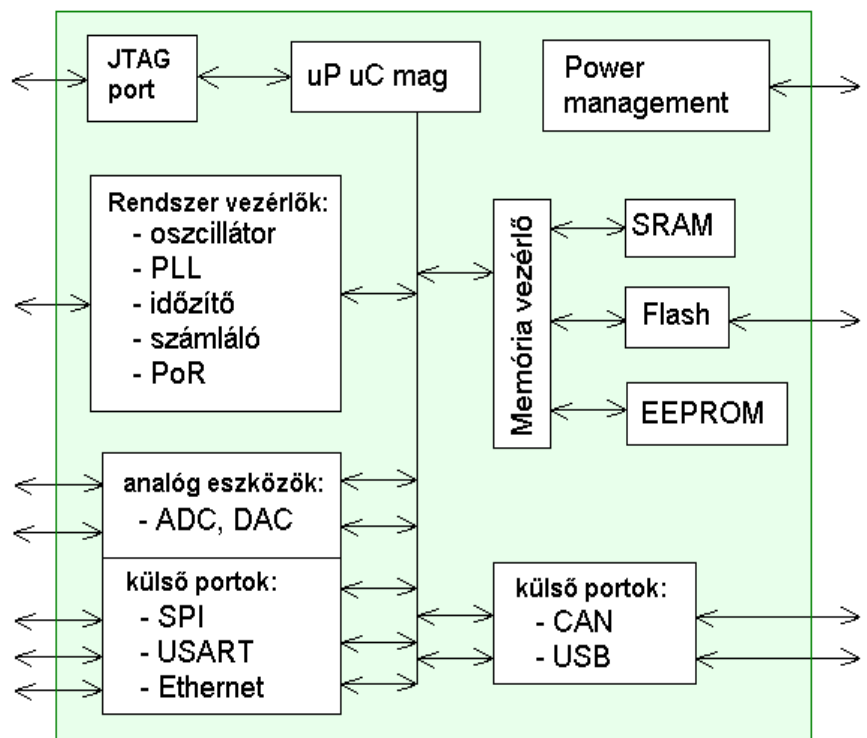 JTAG
port
uP uC mag
Power
management
Rendszer vezérlők:
- oszcillátor
- PLL
- időzítő
- számláló
- PoR
Memória vezérlő
SRAM
Flash
EEPROM
analóg eszközök:
- ADC, DAC
külső portok:
- SPI
- USART
- Ethernet
külső portok:
- CAN
- USB